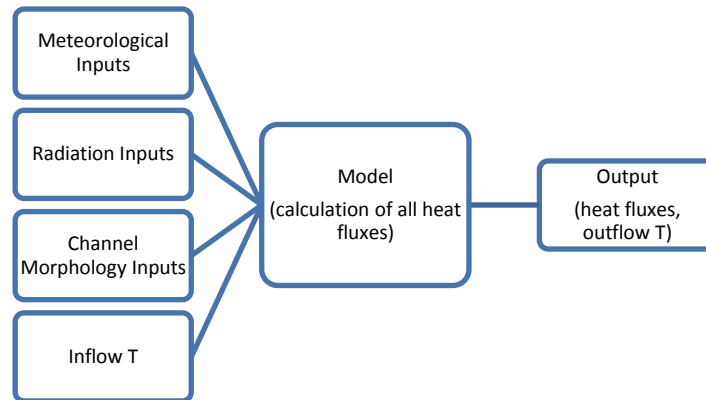 Meteorological
Inputs
Radiation Inputs
Channel
Morphology Inputs
Inflow T
Model
(calculation of all heat
fluxes)
Output
(heat fluxes,
outflow T)